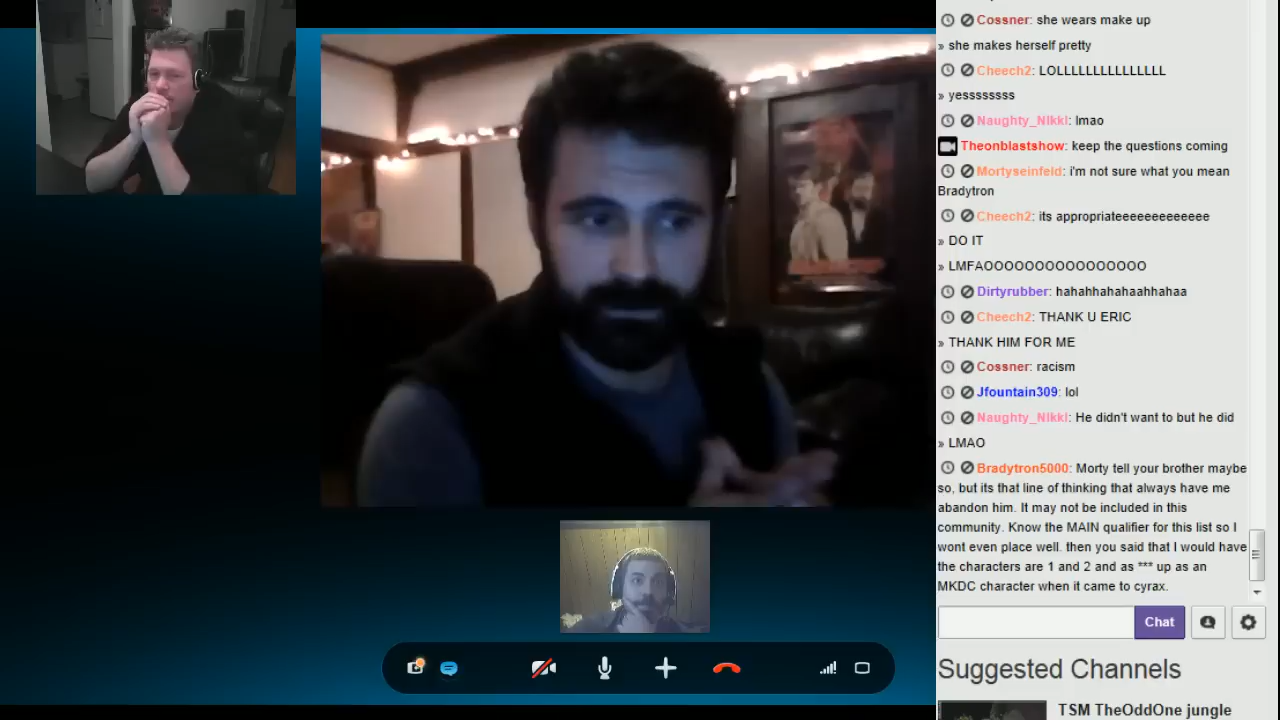 Cossner: she wears make up
» she makes herself pretty
Cheech2: LOLLLLLLLLLLLLLLL
» yessssssss
Naughty_NIkkI: lmao
Theonblastshow: keep the questions coming
Mortyseinfeld: i'm not sure what you mean
Bradytron
Cheech2: its appropriateeeeeeeeeeeee
» DO IT
» LMFAOOOOOOOOOOOOOOOO
Dirtyrubber: hahahhahahaahhahaa
Cheech2: THANK U ERIC
» THANK HIM FOR ME
Cossner: racism
Jfountain309: lol
Naughty_NIkkI: He didn't want to but he did
» LMAO
Bradytron5000: Morty tell your brother maybe
so, but its that line of thinking that always have me
abandon him. It may not be included in this
community. Know the MAIN qualifier for this list so I
wont even place well. then you said that I would have
the characters are 1 and 2 and as *** up as an
MKDC character when it came to cyrax.
Chat
Suggested Channels
TSM TheOddOne jungle